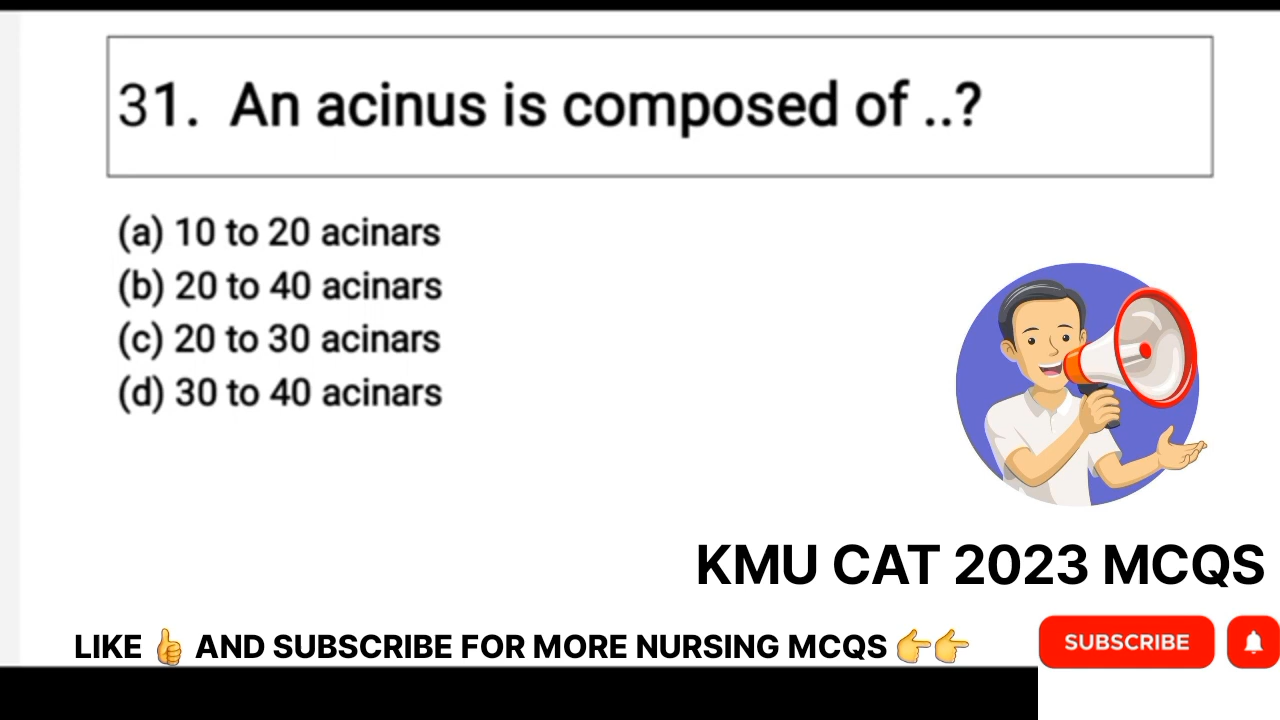 31. An acinus is composed of ..?
(a) 10 to 20 acinars
(b) 20 to 40 acinars
(c) 20 to 30 acinars
(d) 30 to 40 acinars
KMU CAT 2023 MCQS
LIKE 👍 AND SUBSCRIBE FOR MORE NURSING MCQS 👉👉
SUBSCRIBE